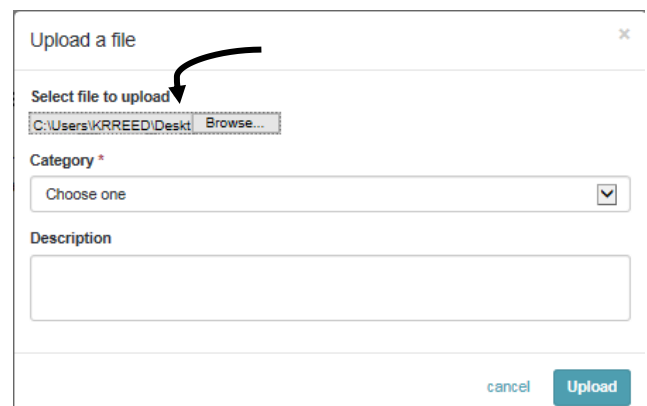 Upload a file
×
Select file to upload
C:\Users\KRREED\Deskt Browse...
Category *
Choose one
Description
cancel Upload